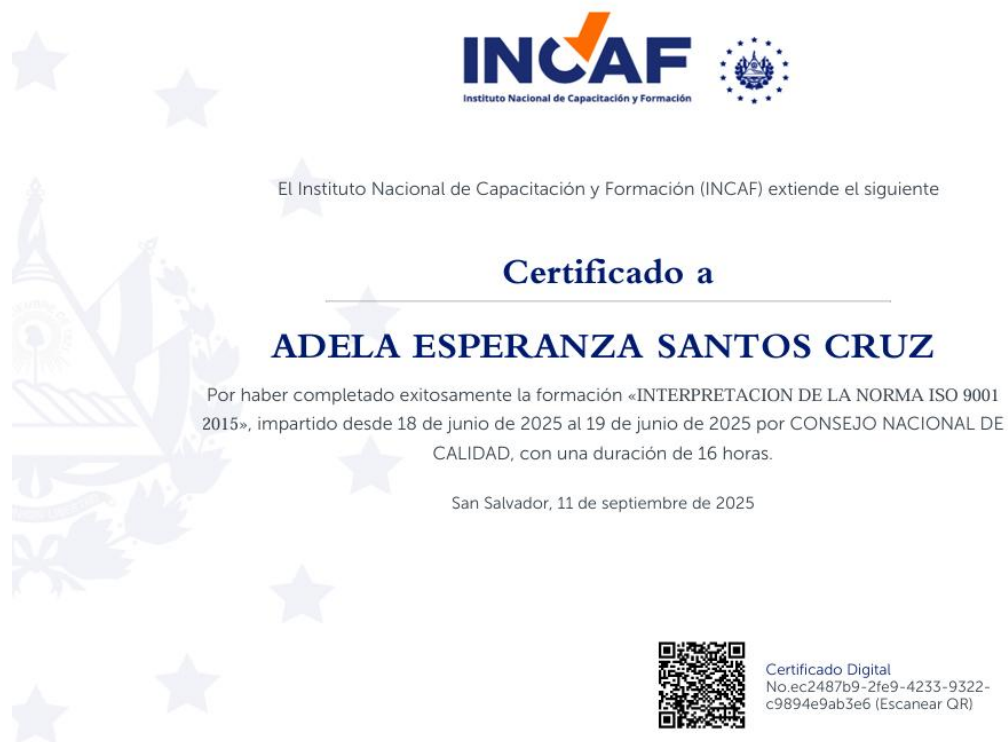 INCAF
Instituto Nacional de Capacitación y Formación
El Instituto Nacional de Capacitación y Formación (INCAF) extiende el siguiente
Certificado a
ADELA ESPERANZA SANTOS CRUZ
Por haber completado exitosamente la formación «INTERPRETACION DE LA NORMA ISO 9001
2015», impartido desde 18 de junio de 2025 al 19 de junio de 2025 por CONSEJO NACIONAL DE
CALIDAD, con una duración de 16 horas.
San Salvador, 11 de septiembre de 2025
Certificado Digital
No.ec2487b9-2fe9-4233-9322-
c9894e9ab3e6 (Escanear QR)